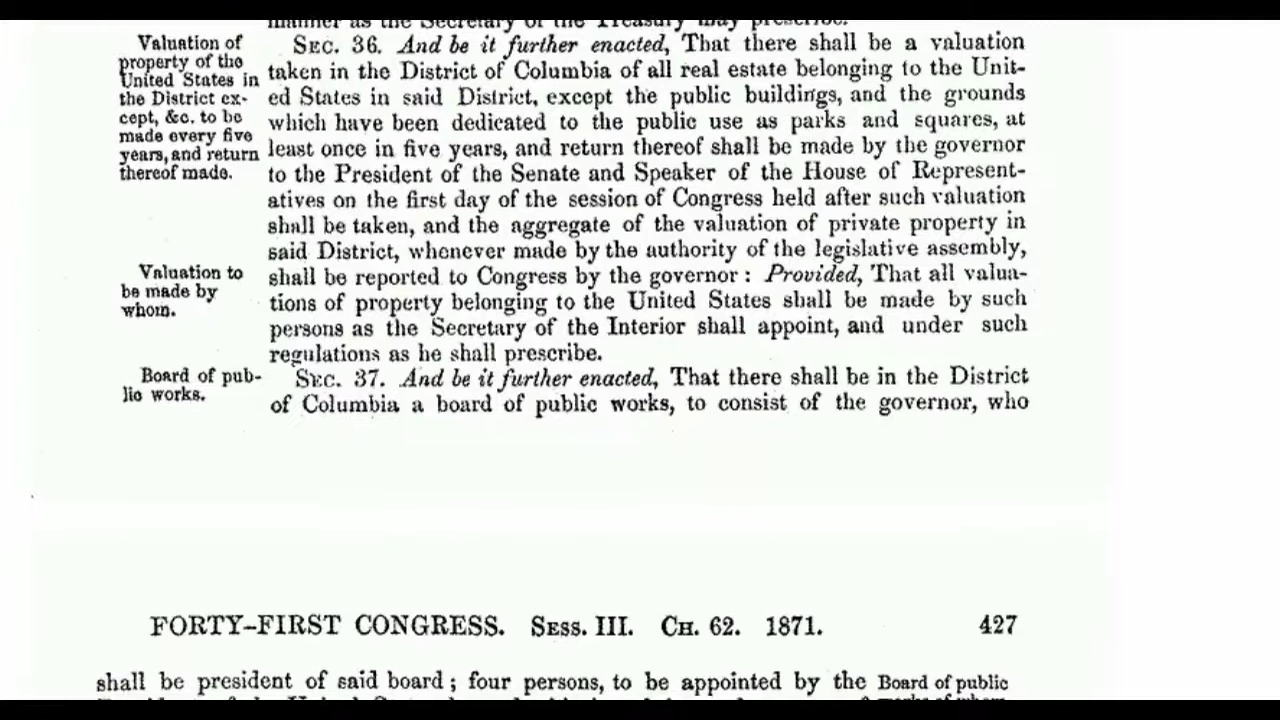 manner as the Secretary of the Treasury may prescribe.
Valuation of
property of the
United States in
the District ex-
cept, &c. to be
made every five
years, and return
thereof made.
SEC. 36. And be it further enacted, That there shall be a valuation
taken in the District of Columbia of all real estate belonging to the Unit-
ed States in said District, except the public buildings, and the grounds
which have been dedicated to the public use as parks and squares, at
least once in five years, and return thereof shall be made by the governor
to the President of the Senate and Speaker of the House of Represent-
atives on the first day of the session of Congress held after such valuation
shall be taken, and the aggregate of the valuation of private property in
said District, whenever made by the authority of the legislative assembly,
Valuation to
be made by
whom.
shall be reported to Congress by the governor: Provided, That all valua-
tions of property belonging to the United States shall be made by such
persons as the Secretary of the Interior shall appoint, and under such
regulations as he shall prescribe.
Board of pub-
lic works.
SEC. 37. And be it further enacted, That there shall be in the District
of Columbia a board of public works, to consist of the governor, who
FORTY-FIRST CONGRESS. SESS. III. CH. 62. 1871. 427
shall be president of said board; four persons, to be appointed by the
Board of public